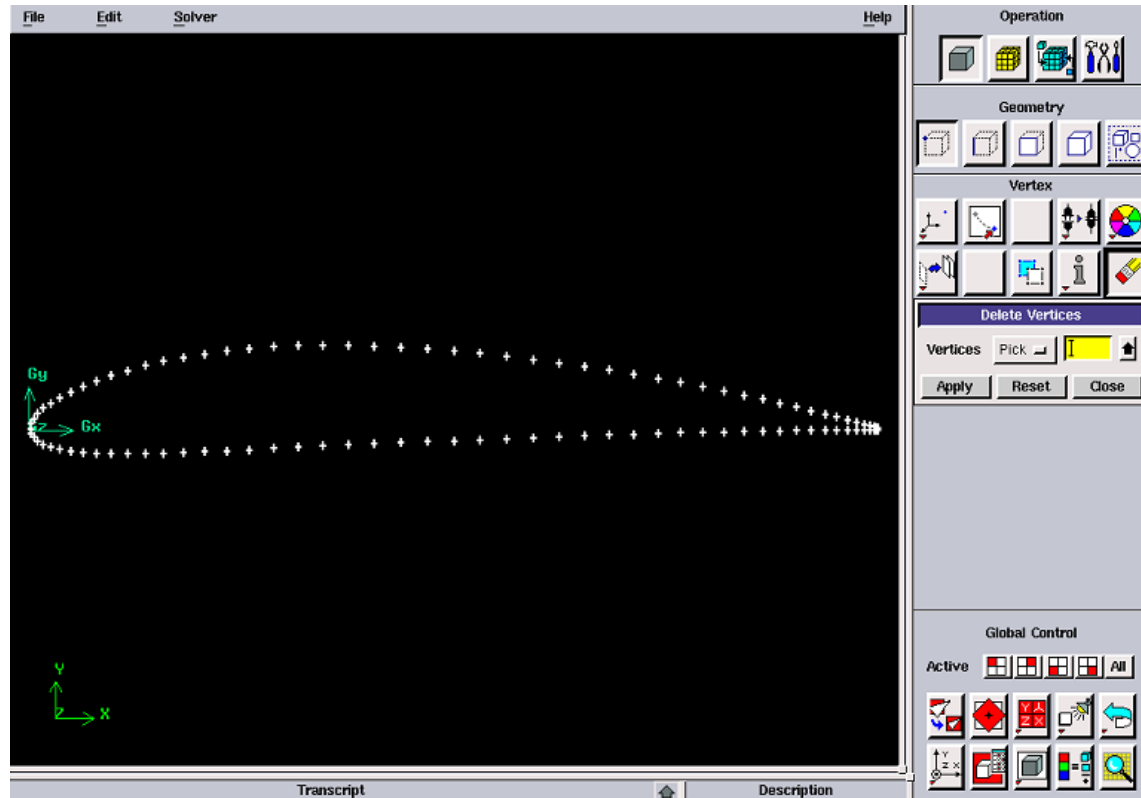 File Edit Solver Help
Operation
Geometry
Vertex
Delete Vertices
Vertices Pick
Apply Reset Close
Gy
Z Gx
Y
Z X
Global Control
Active All
Y
Z X
Y
Z X
Transcript Description